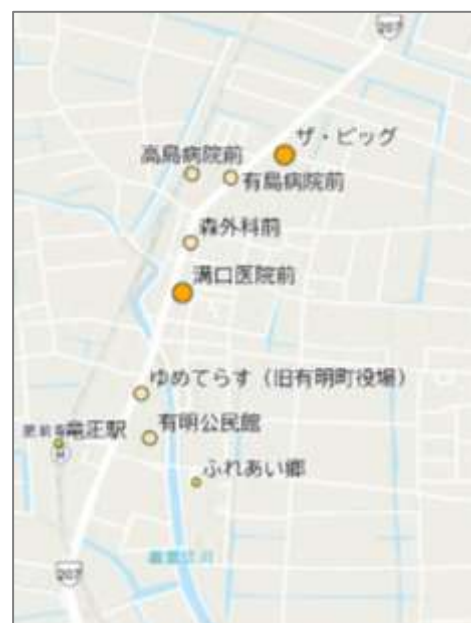 207
ザ・ビッグ
高島病院前
有島病院前
森外科前
溝口医院前
ゆめてらす（旧有明町役場）
有明公民館
竜王駅
ふれあい郷
207